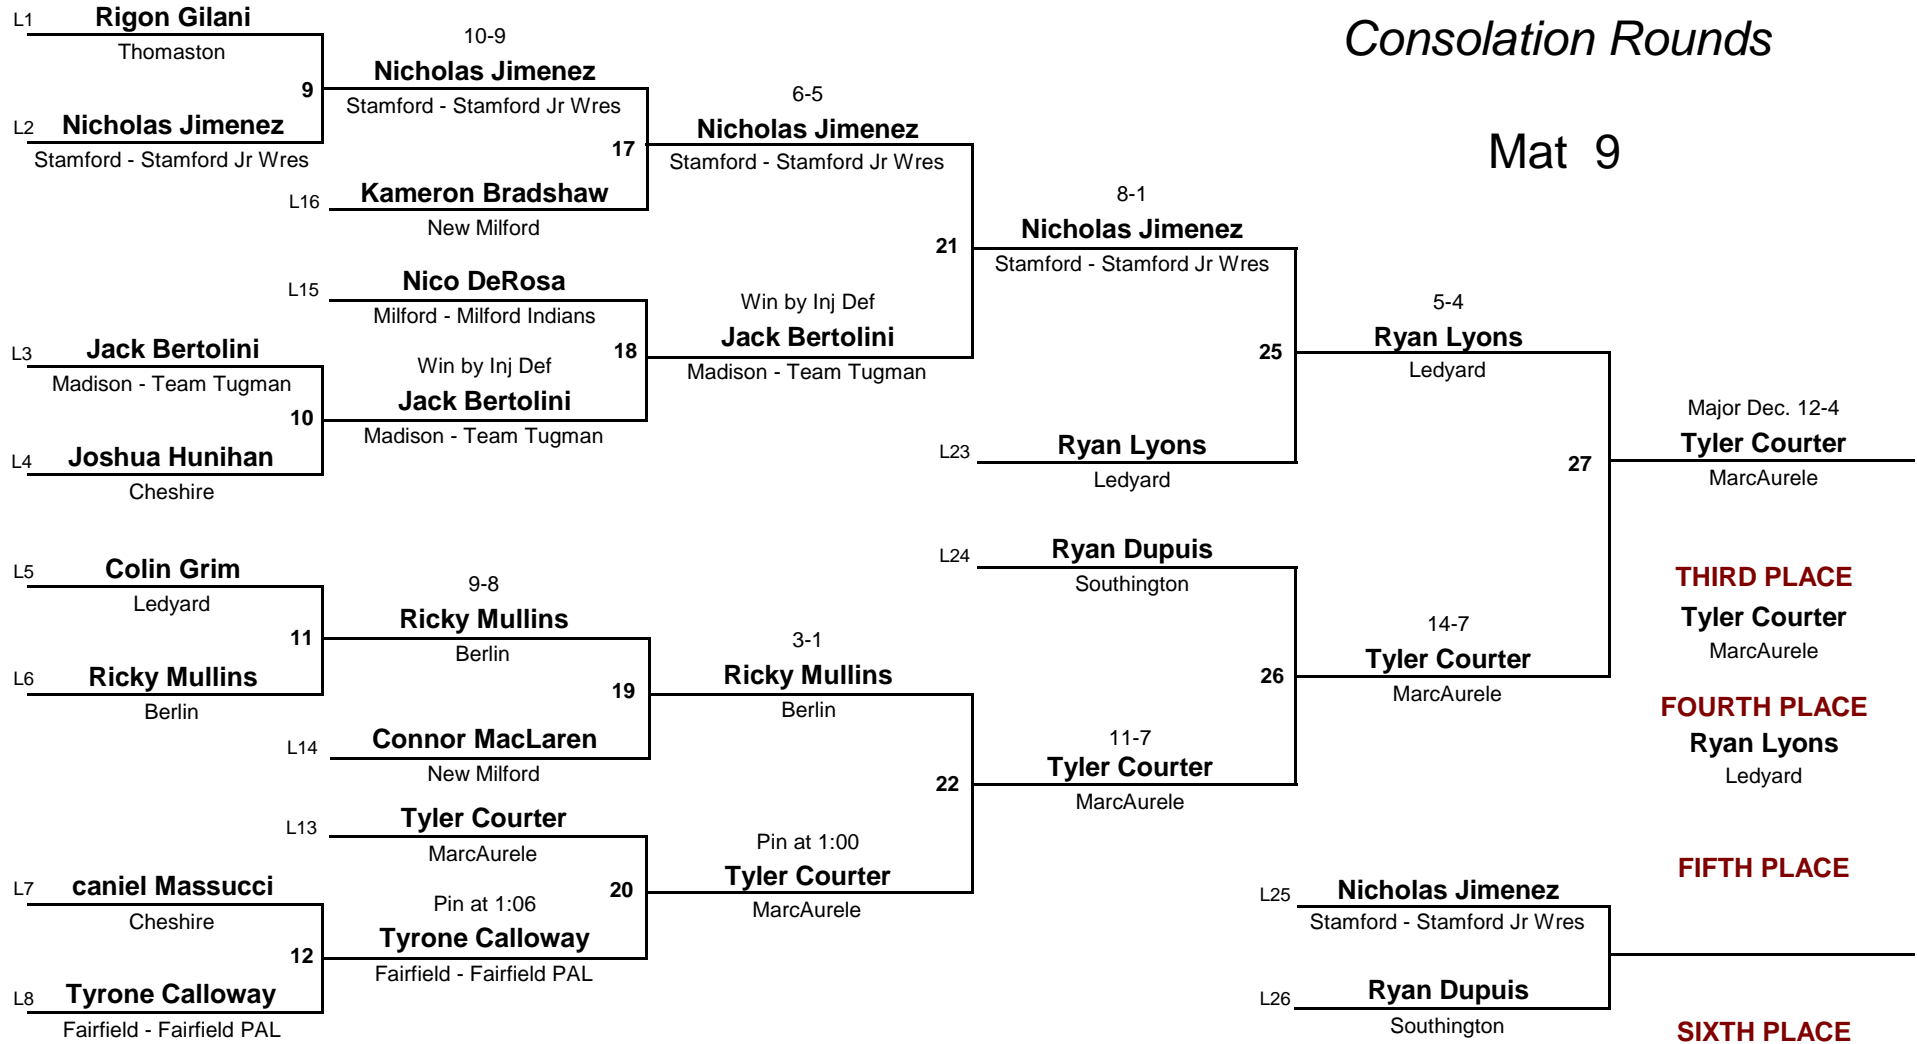 Consolation Rounds
Mat 9
L1 Rigon Gilani
Thomaston
9
L2 Nicholas Jimenez
Stamford - Stamford Jr Wres
10-9
Nicholas Jimenez
Stamford - Stamford Jr Wres
17
L16 Kameron Bradshaw
New Milford
6-5
Nicholas Jimenez
Stamford - Stamford Jr Wres
L15 Nico DeRosa
Milford - Milford Indians
18
L3 Jack Bertolini
Madison - Team Tugman
10
L4 Joshua Hunihan
Cheshire
Win by Inj Def
Jack Bertolini
Madison - Team Tugman
Win by Inj Def
Jack Bertolini
Madison - Team Tugman
21
8-1
Nicholas Jimenez
Stamford - Stamford Jr Wres
25
L23 Ryan Lyons
Ledyard
5-4
Ryan Lyons
Ledyard
27
Major Dec. 12-4
Tyler Courter
MarcAurele
L5 Colin Grim
Ledyard
11
L6 Ricky Mullins
Berlin
9-8
Ricky Mullins
Berlin
19
L14 Connor MacLaren
New Milford
3-1
Ricky Mullins
Berlin
22
L13 Tyler Courter
MarcAurele
20
L7 caniel Massucci
Cheshire
12
L8 Tyrone Calloway
Fairfield - Fairfield PAL
Pin at 1:06
Tyrone Calloway
Fairfield - Fairfield PAL
Pin at 1:00
Tyler Courter
MarcAurele
L24 Ryan Dupuis
Southington
26
11-7
Tyler Courter
MarcAurele
14-7
Tyler Courter
MarcAurele
THIRD PLACE
Tyler Courter
MarcAurele
FOURTH PLACE
Ryan Lyons
Ledyard
FIFTH PLACE
L25 Nicholas Jimenez
Stamford - Stamford Jr Wres
L26 Ryan Dupuis
Southington
SIXTH PLACE